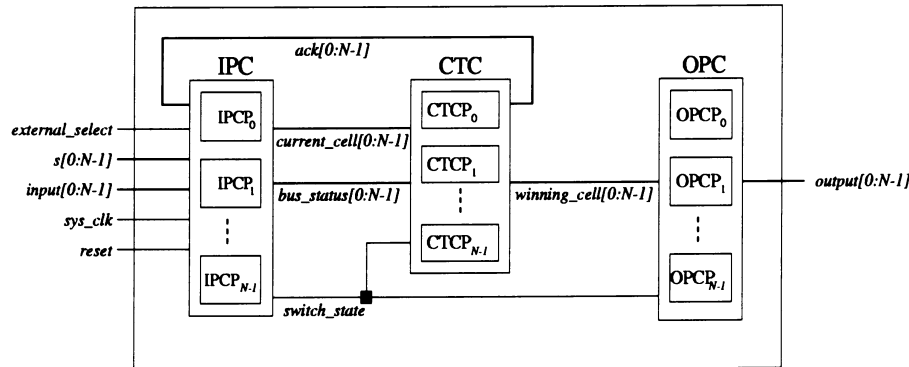 ack[0:N-1]
IPC
CTC
OPC
IPCP0
CTCP0
OPCP0
external_select
current_cell[0:N-1]
s[0:N-1]
IPCP1
CTCP1
OPCP1
input[0:N-1]
bus_status[0:N-1]
winning_cell[0:N-1]
output[0:N-1]
sys_clk
reset
CTCPN-1
IPCPN-1
OPCPN-1
switch_state